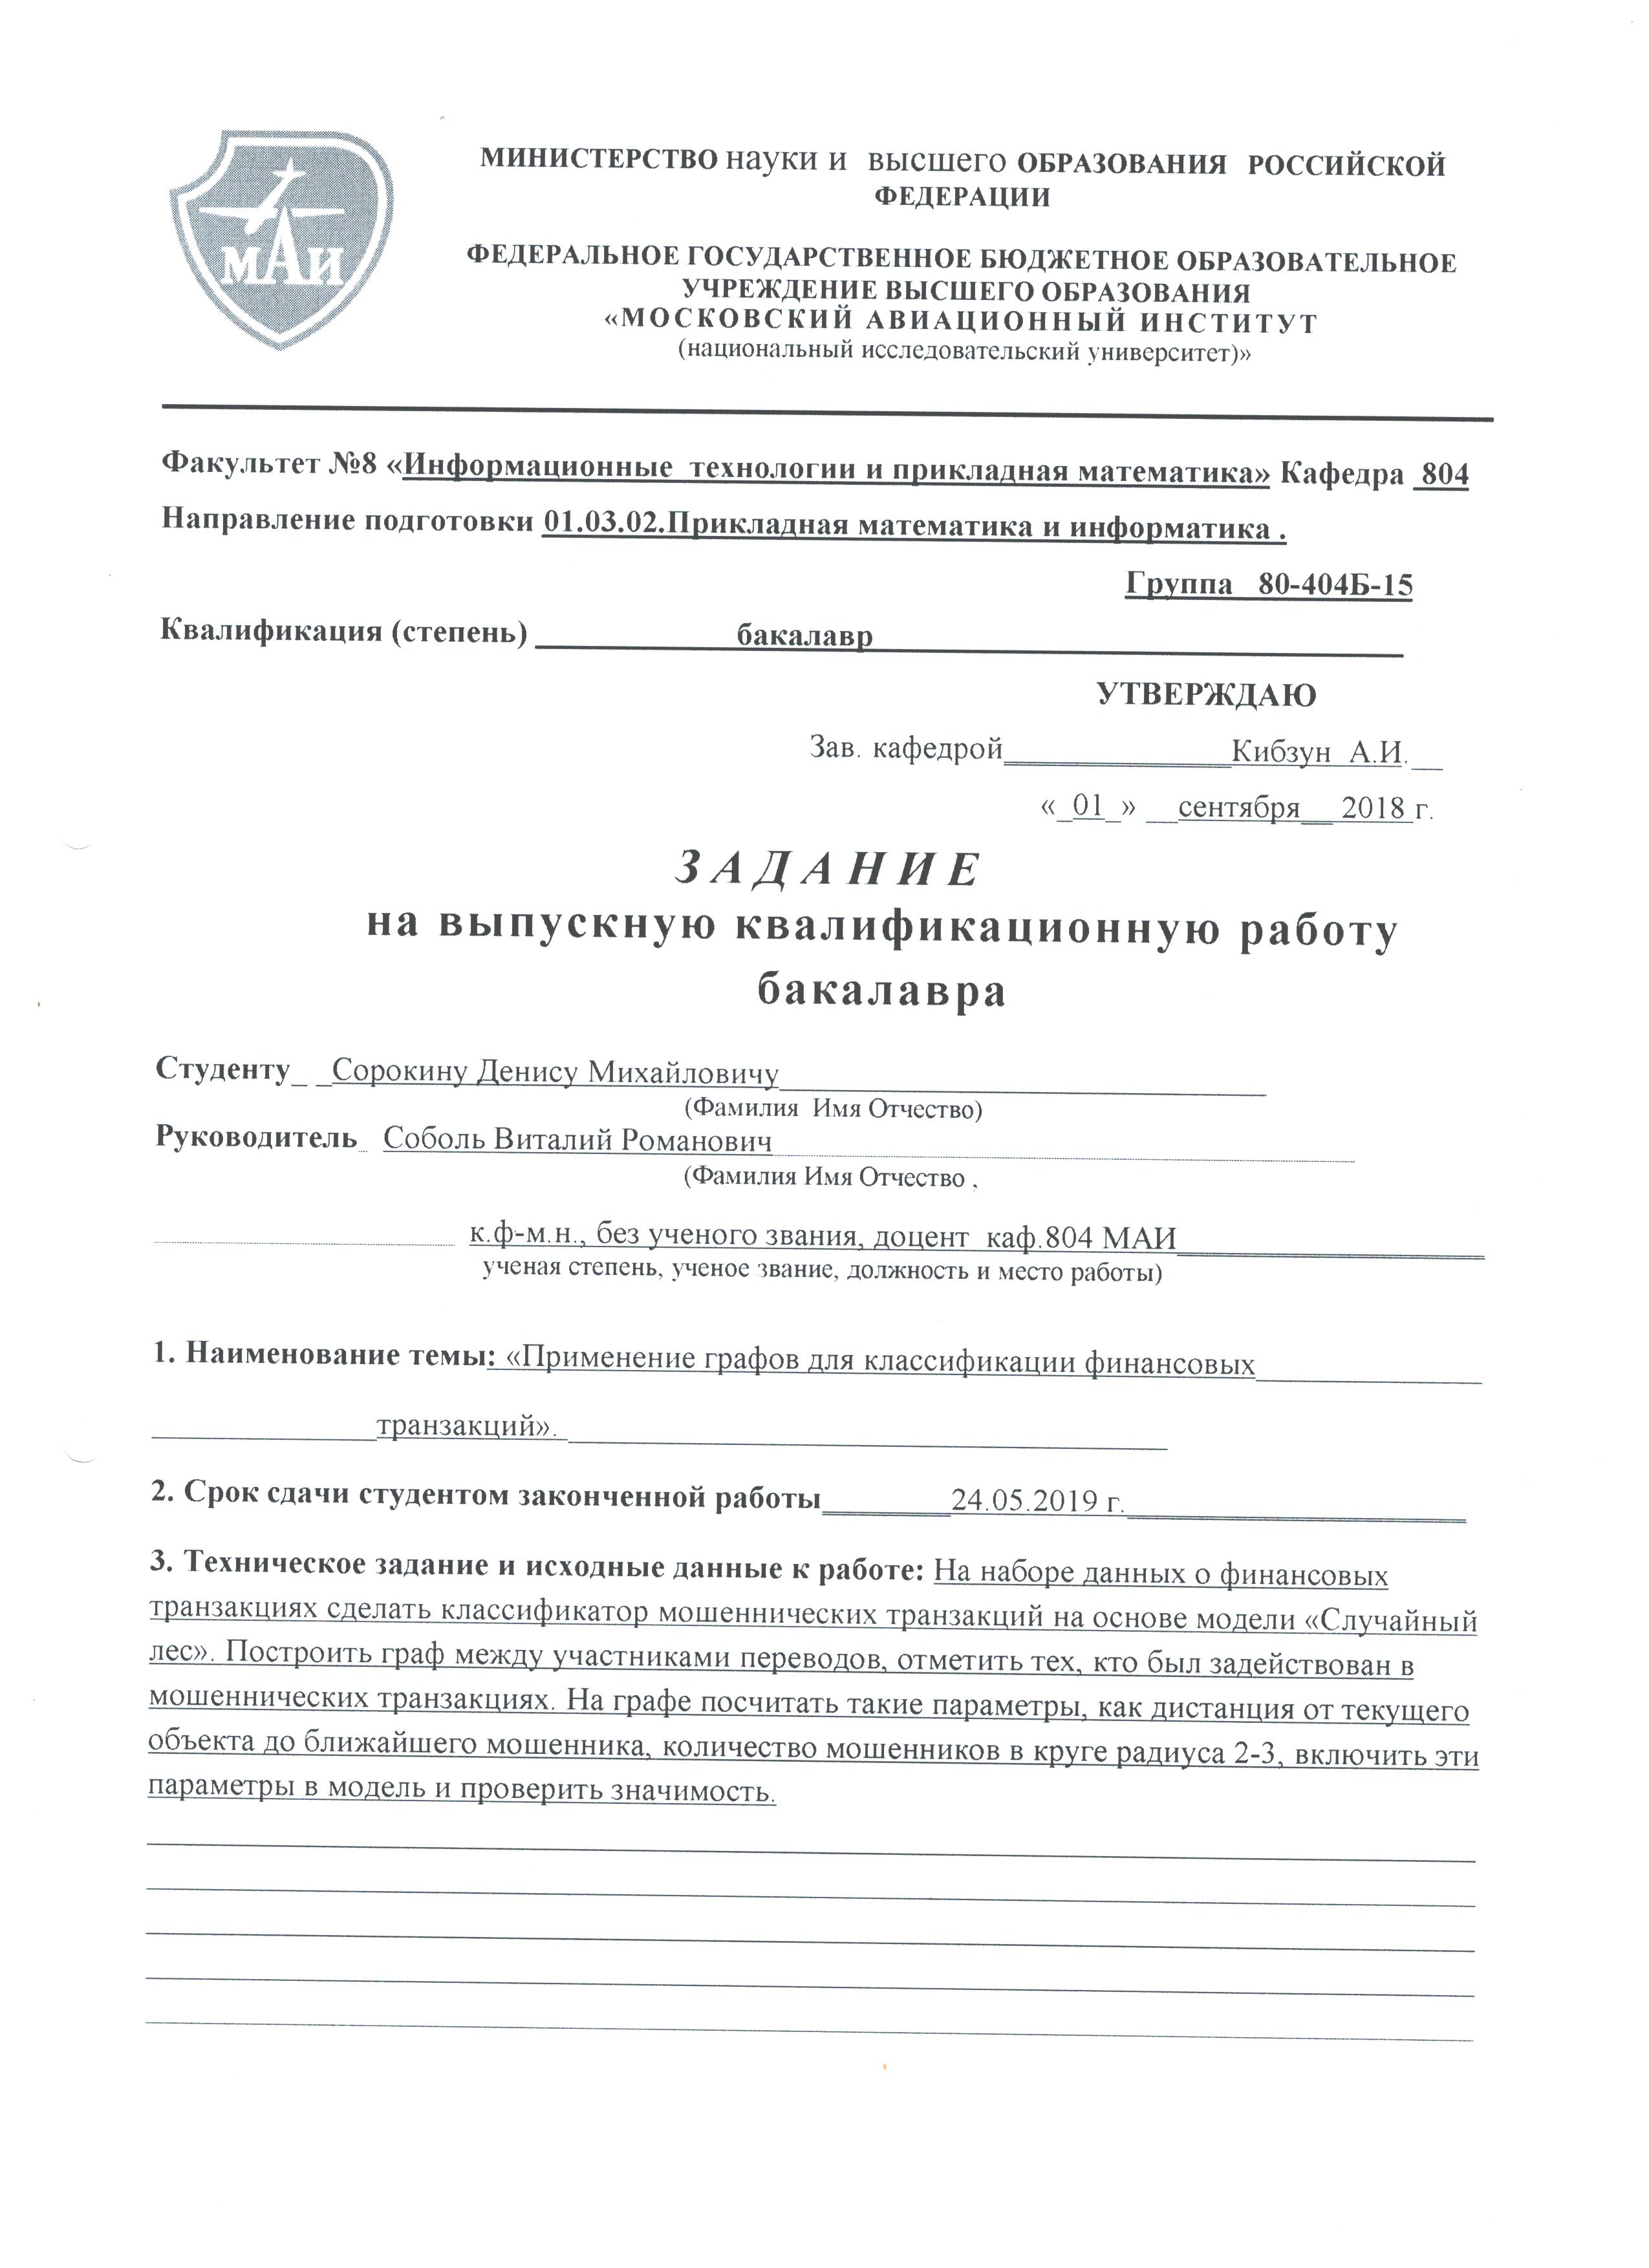 МАИ
МИНИСТЕРСТВО науки и высшего ОБРАЗОВАНИЯ РОССИЙСКОЙ
ФЕДЕРАЦИИ
ФЕДЕРАЛЬНОЕ ГОСУДАРСТВЕННОЕ БЮДЖЕТНОЕ ОБРАЗОВАТЕЛЬНОЕ
УЧРЕЖДЕНИЕ ВЫСШЕГО ОБРАЗОВАНИЯ
«МОСКОВСКИЙ АВИАЦИОННЫЙ ИНСТИТУТ
(национальный исследовательский университет)»
Факультет №8 «Информационные технологии и прикладная математика» Кафедра 804
Направление подготовки 01.03.02.Прикладная математика и информатика .
Группа 80-404Б-15
Квалификация (степень) бакалавр
УТВЕРЖДАЮ
Зав. кафедрой Кибзун А.И.
«_01_» __сентября__ 2018 г.
З А Д А Н И Е
на выпускную квалификационную работу
бакалавра
Студенту_ _Сорокину Денису Михайловичу
(Фамилия Имя Отчество)
Руководитель_ Соболь Виталий Романович
(Фамилия Имя Отчество ,
к.ф-м.н., без ученого звания, доцент каф.804 МАИ
ученая степень, ученое звание, должность и место работы)
1. Наименование темы: «Применение графов для классификации финансовых
транзакций».
2. Срок сдачи студентом законченной работы 24.05.2019 г.
3. Техническое задание и исходные данные к работе: На наборе данных о финансовых
транзакциях сделать классификатор мошеннических транзакций на основе модели «Случайный
лес». Построить граф между участниками переводов, отметить тех, кто был задействован в
мошеннических транзакциях. На графе посчитать такие параметры, как дистанция от текущего
объекта до ближайшего мошенника, количество мошенников в круге радиуса 2-3, включить эти
параметры в модель и проверить значимость.